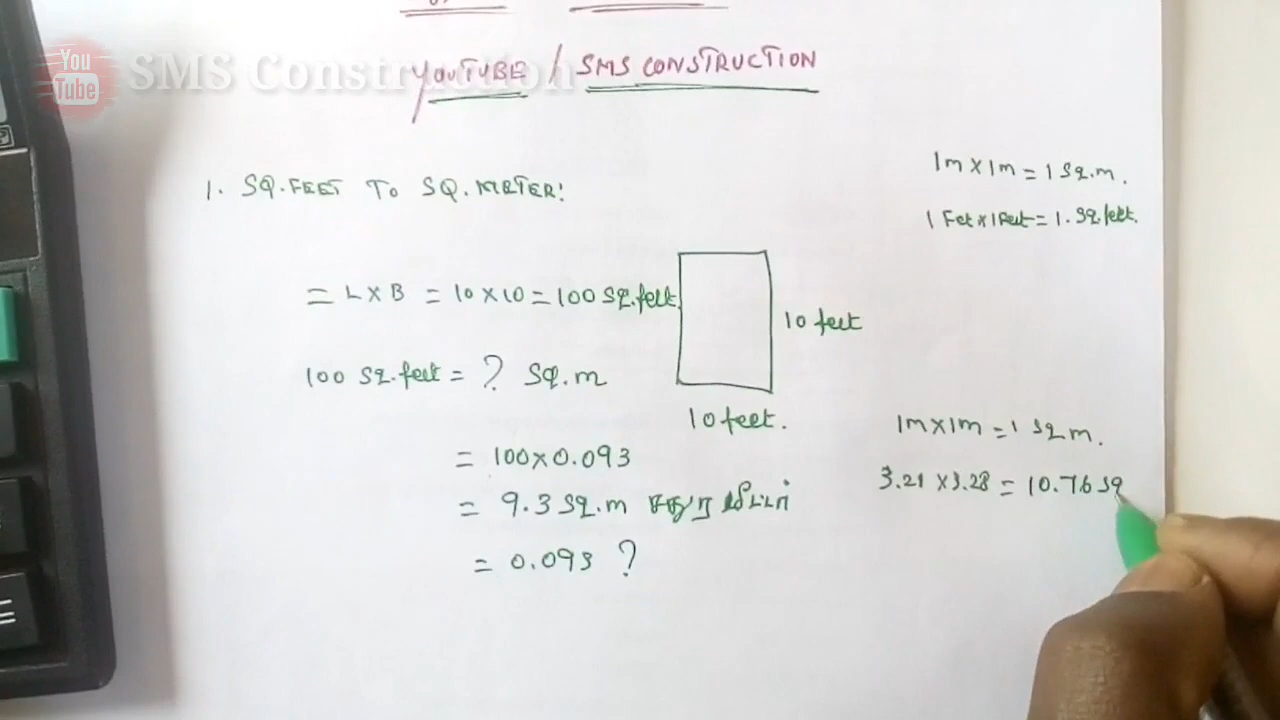 You Tube SMS Construction
YOUTUBE / SMS CONSTRUCTION
1. SQ.FEET TO SQ.METER:
1m x 1m = 1 sq.m.
1 Feet x 1 Feet = 1. sq.feet.
= L x B = 10 x 10 = 100 sq.feet.
10 feet
100 sq.feet = ? sq.m
10 feet.
1m x 1m = 1 sq m.
= 100 x 0.093
3.28 x 3.28 = 10.76 sq
= 9.3 sq.m சதுர மீட்டர்
= 0.093 ?
=